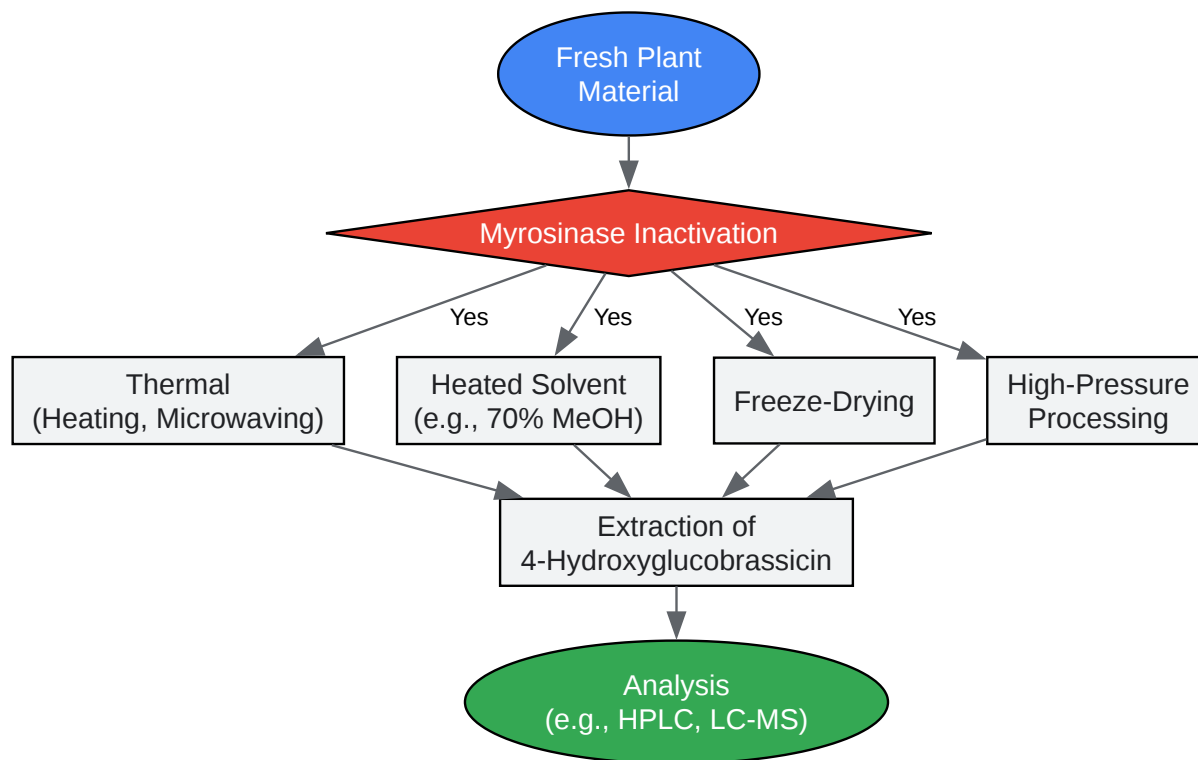 Fresh Plant
Material
Myrosinase Inactivation
Yes
Yes
Yes
Yes
Thermal
(Heating, Microwaving)
Heated Solvent
(e.g., 70% MeOH)
Freeze-Drying
High-Pressure
Processing
Extraction of
4-Hydroxyglucobrassicin
Analysis
(e.g., HPLC, LC-MS)